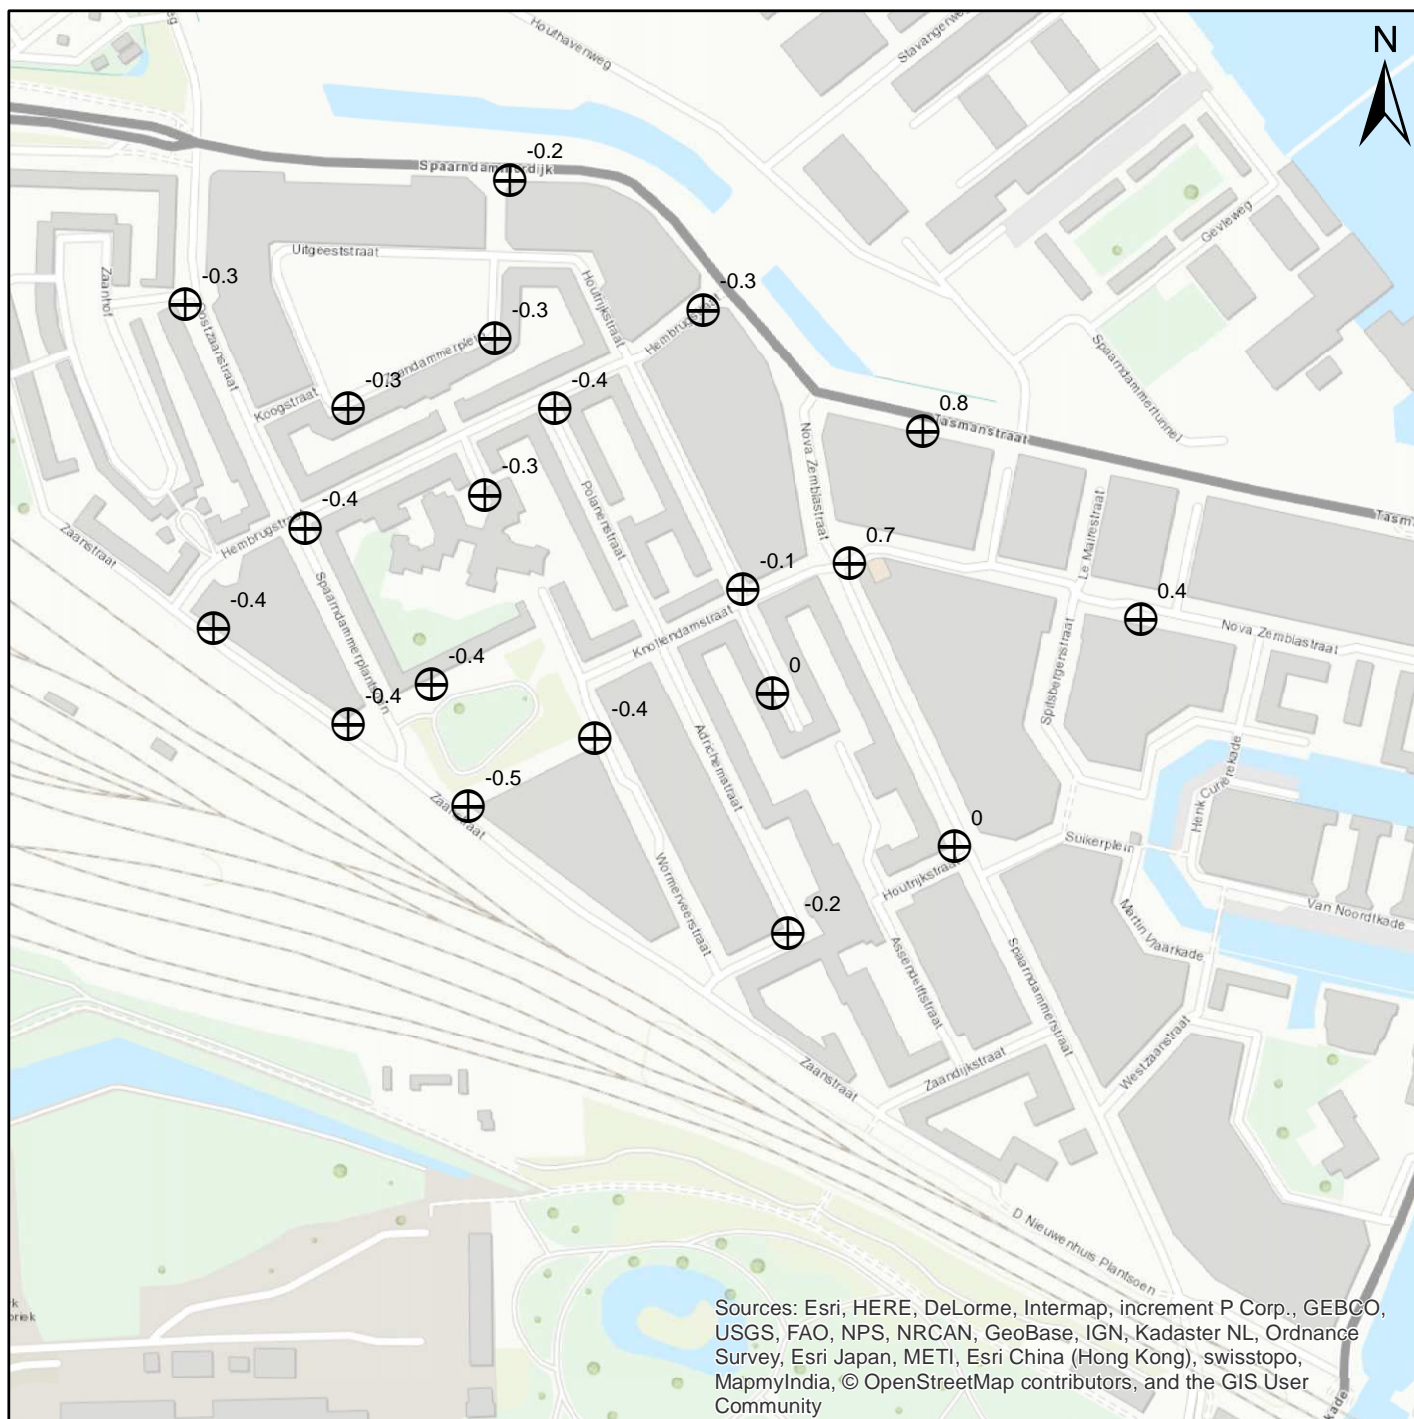 N
Houthavenweg
Stavangerweg
-0.2
Spaarndammerdijk
Gevleweg
Uitgeeststraat
Zaanhof
-0.3
Houtrijkstraat
-0.3
Oostzaanstraat
-0.3
Zaandammerplein
Hembrugstraat
Spaarndammertunnel
-0.3
-0.4
Koogstraat
0.8
Tasmanstraat
Nova Zemblastraat
-0.3
Polanenstraat
Le Mairestraat
-0.4
Hembrugstraat
Zaanstraat
0.7
-0.1
0.4
Spaarndammerplantsoen
-0.4
Knollendamstraat
Nova Zemblastraat
Spitsbergenstraat
-0.4
0
-0.4
-0.4
Adrichemstraat
Henk Curièrekade
-0.5
Zaanstraat
0
Suikerplein
Houtrijkstraat
Wormerveerstraat
-0.2
Van Noordtkade
Martin Vaarkade
Assendelftstraat
Spaarndammerstraat
Westzaanstraat
Zaandijkstraat
Zaanstraat
D Nieuwenhuis Plantsoen
Sources: Esri, HERE, DeLorme, Intermap, increment P Corp., GEBCO,
USGS, FAO, NPS, NRCAN, GeoBase, IGN, Kadaster NL, Ordnance
Survey, Esri Japan, METI, Esri China (Hong Kong), swisstopo,
MapmyIndia, © OpenStreetMap contributors, and the GIS User
Community